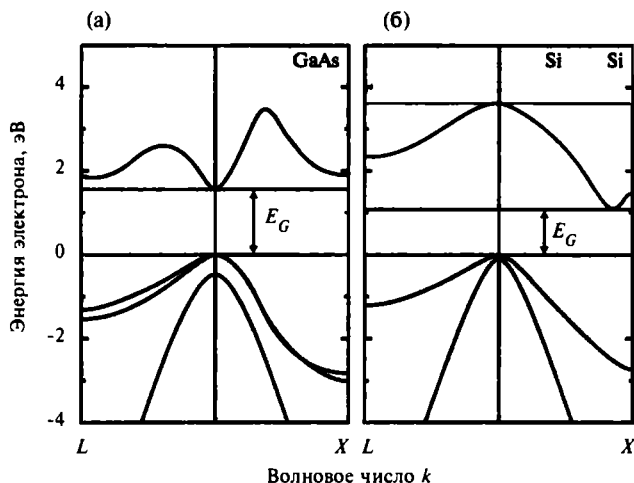 (а)
(б)
GaAs
Si
Si
Энергия электрона, эВ
4
2
0
-2
-4
E_G
E_G
L
X
L
X
Волновое число k